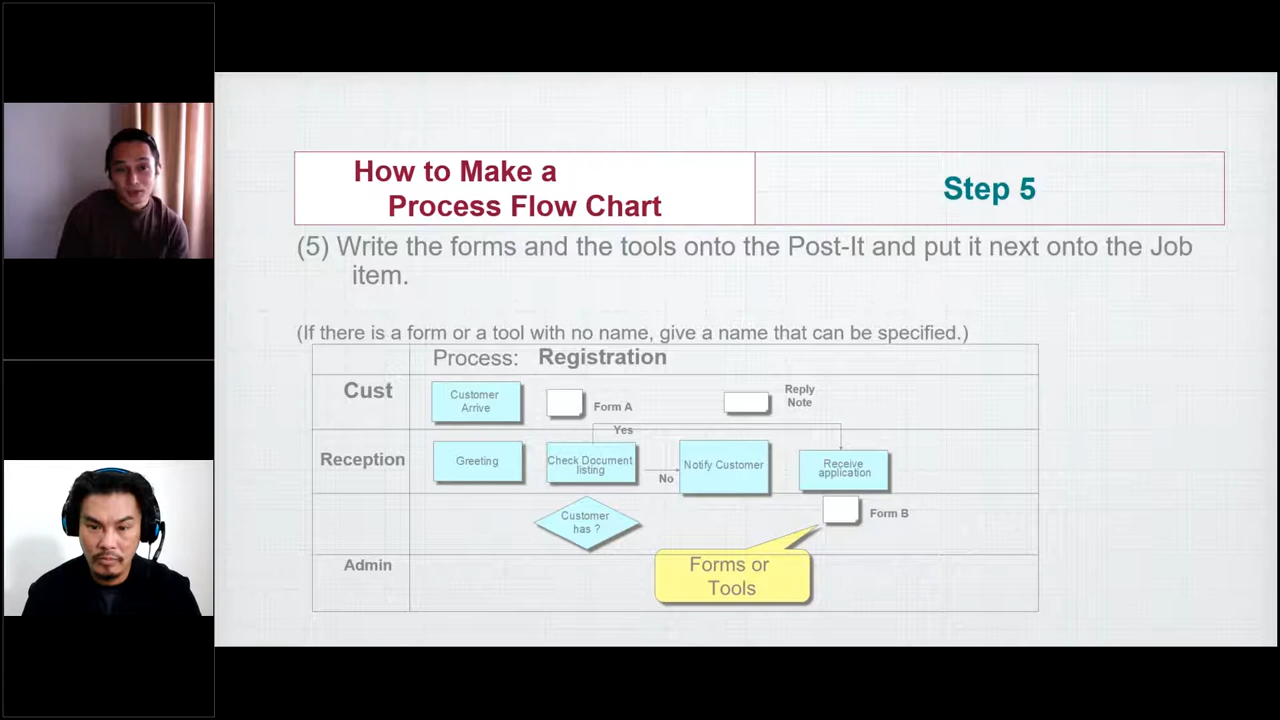 How to Make a
Process Flow Chart
Step 5
(5) Write the forms and the tools onto the Post-It and put it next onto the Job
item.
(If there is a form or a tool with no name, give a name that can be specified.)
Process: Registration
Cust
Customer
Arrive
Form A
Reply
Note
Yes
Reception
Greeting
Check Document
listing
No
Notify Customer
Receive
application
Customer
has ?
Form B
Admin
Forms or
Tools